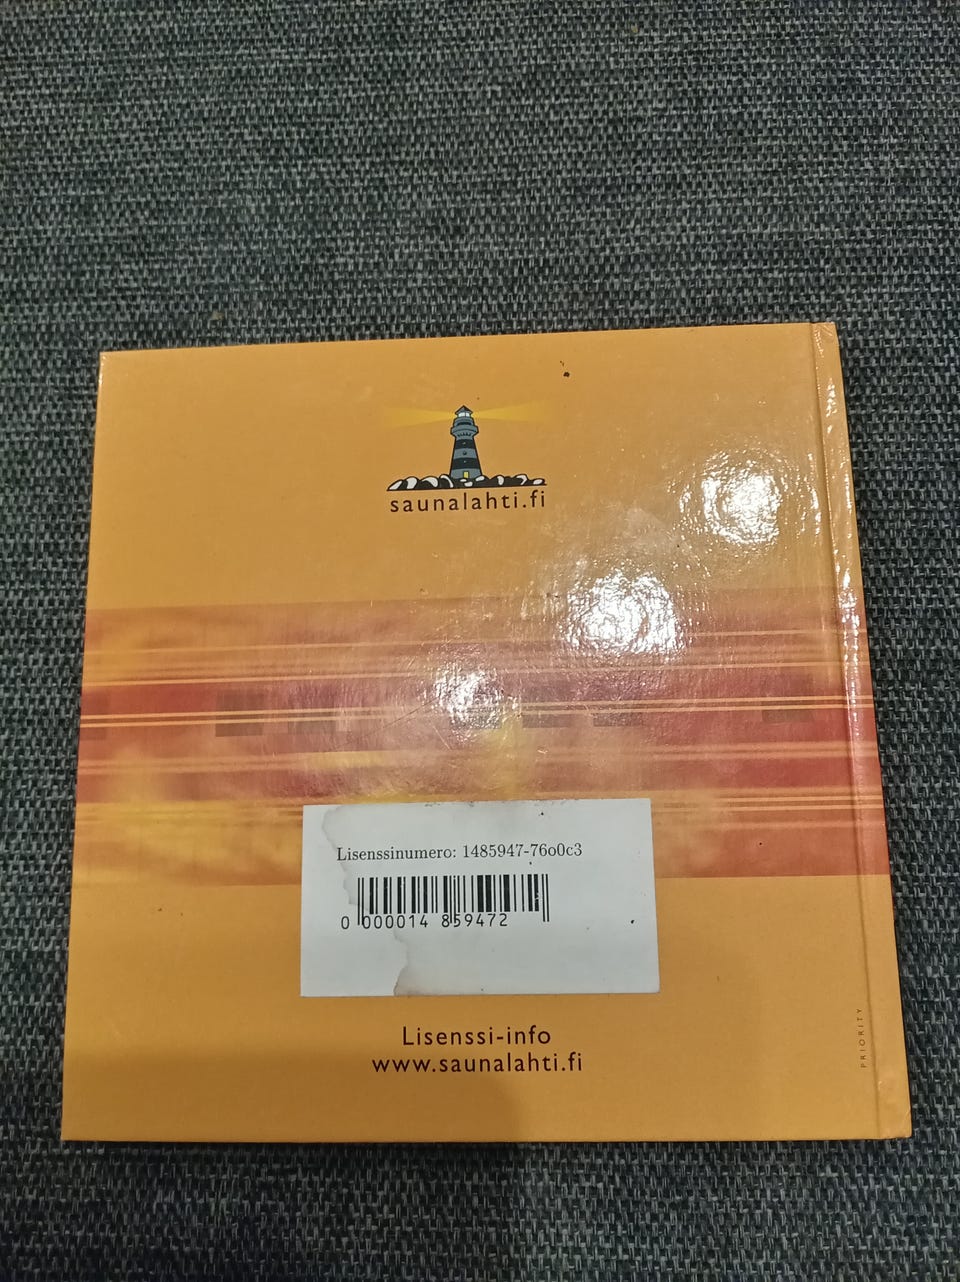 saunalahti.fi
Lisenssinumero: 1485947-76o0c3
0 000014 859472
Lisenssi-info
www.saunalahti.fi
PRIORITY